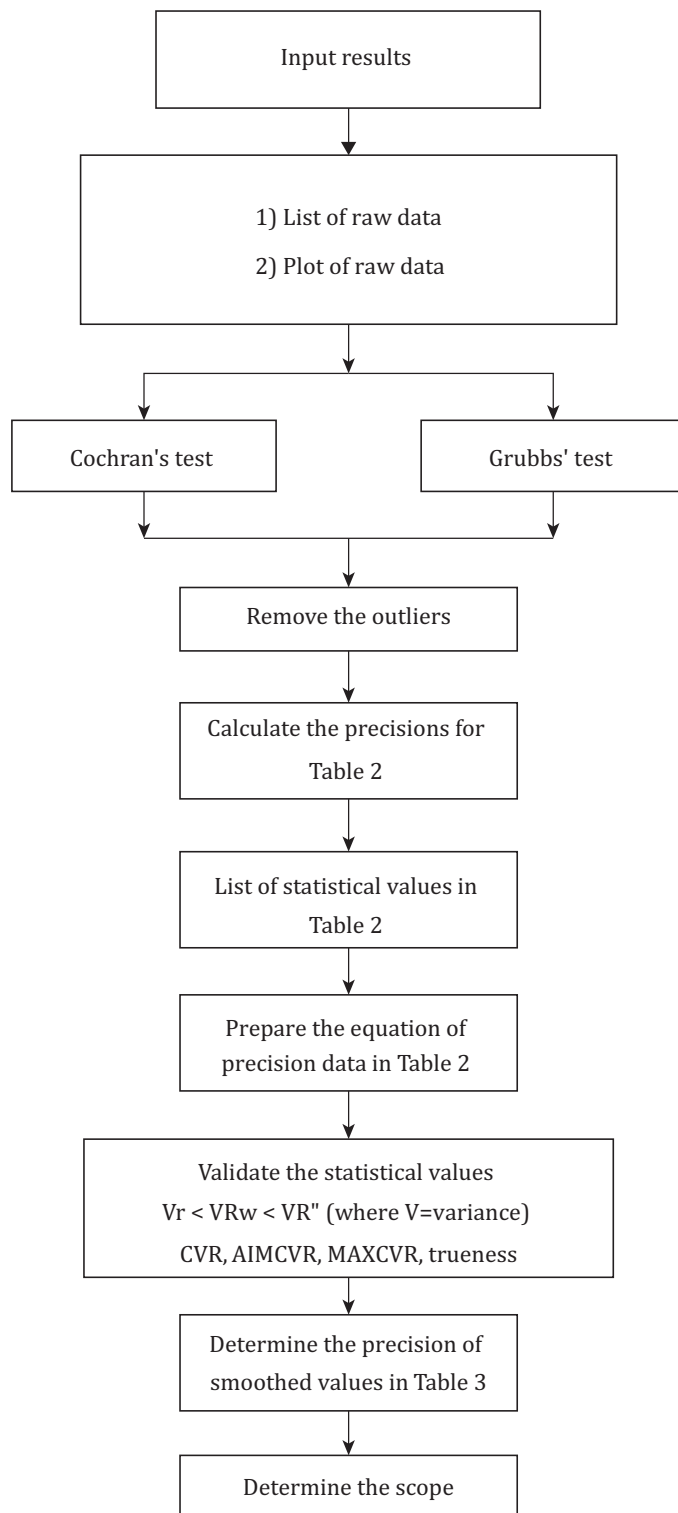 Input results
1) List of raw data
2) Plot of raw data
Cochran's test
Grubbs' test
Remove the outliers
Calculate the precisions for
Table 2
List of statistical values in
Table 2
Prepare the equation of
precision data in Table 2
Validate the statistical values
Vr < VRw < VR" (where V=variance)
CVR, AIMCVR, MAXCVR, trueness
Determine the precision of
smoothed values in Table 3
Determine the scope